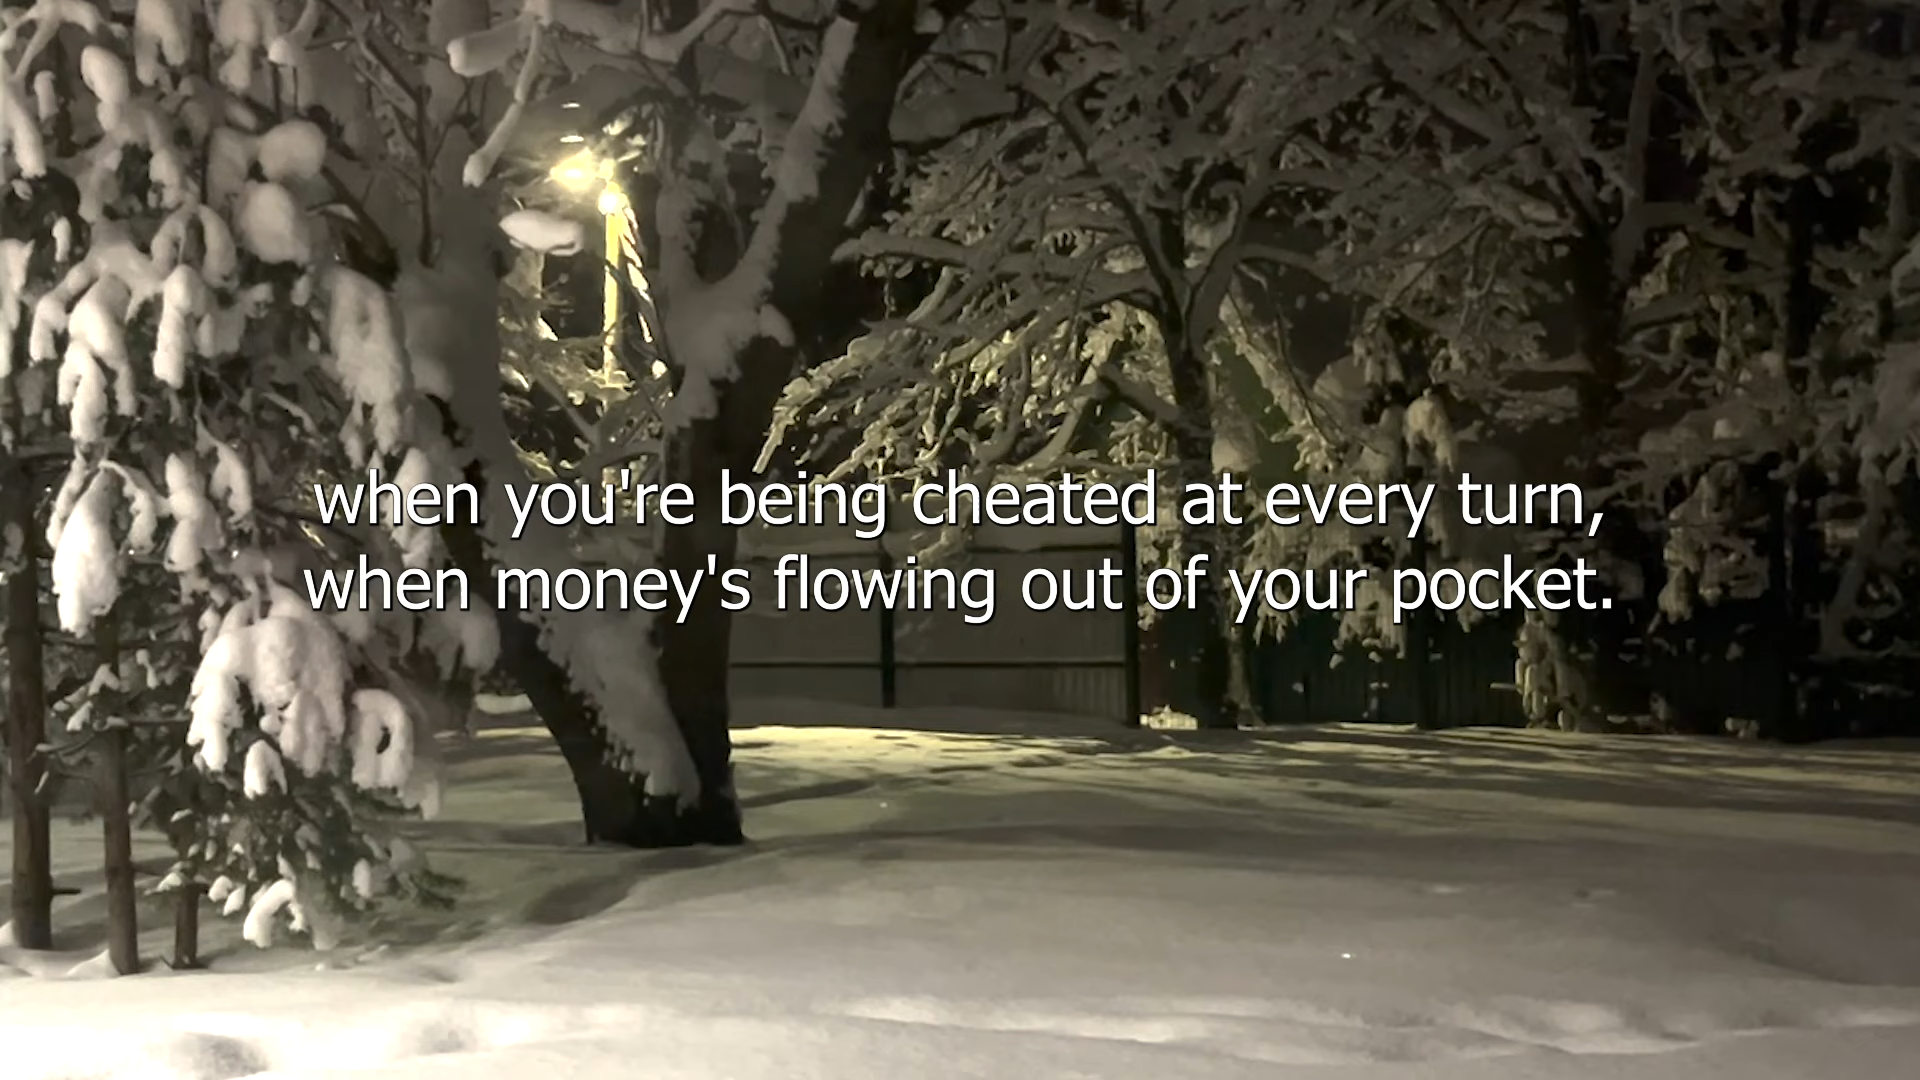 when you're being cheated at every turn,
when money's flowing out of your pocket.